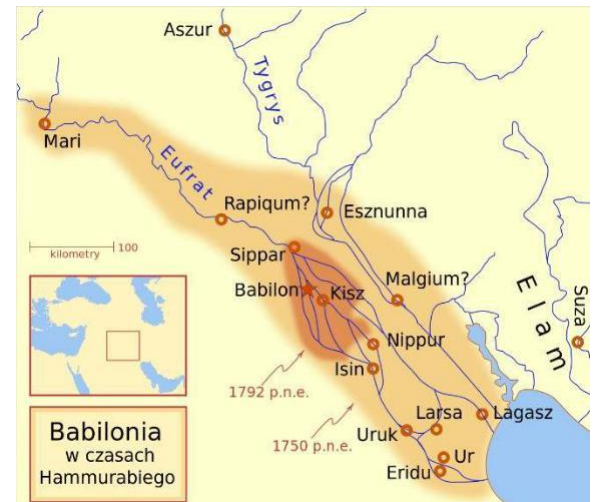 Aszur
Tygrys
Mari
Eufrat
Rapiqum?
Esznunna
kilometry
100
Sippar
Babilon
Kisz
Malgium?
Elam
Suza
Nippur
Isin
1792 p.n.e.
1750 p.n.e.
Uruk
Larsa
Lagasz
Ur
Eridu
Babilonia
w czasach
Hammurabiego